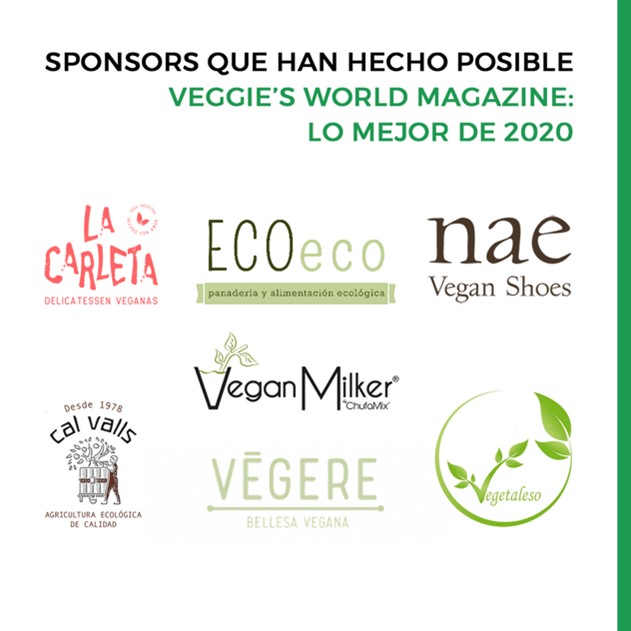 SPONSORS QUE HAN HECHO POSIBLE
VEGGIE'S WORLD MAGAZINE:
LO MEJOR DE 2020
LA
CARLETA
DELICATESSEN VEGANAS
ECOeco
panadería y alimentación ecológica
nae
Vegan Shoes
VeganMilker®
by ChufaMix®
Desde 1978
cal valls
AGRICULTURA ECOLÓGICA
DE CALIDAD
VĒGERE
BELLESA VEGANA
Vegetaleso